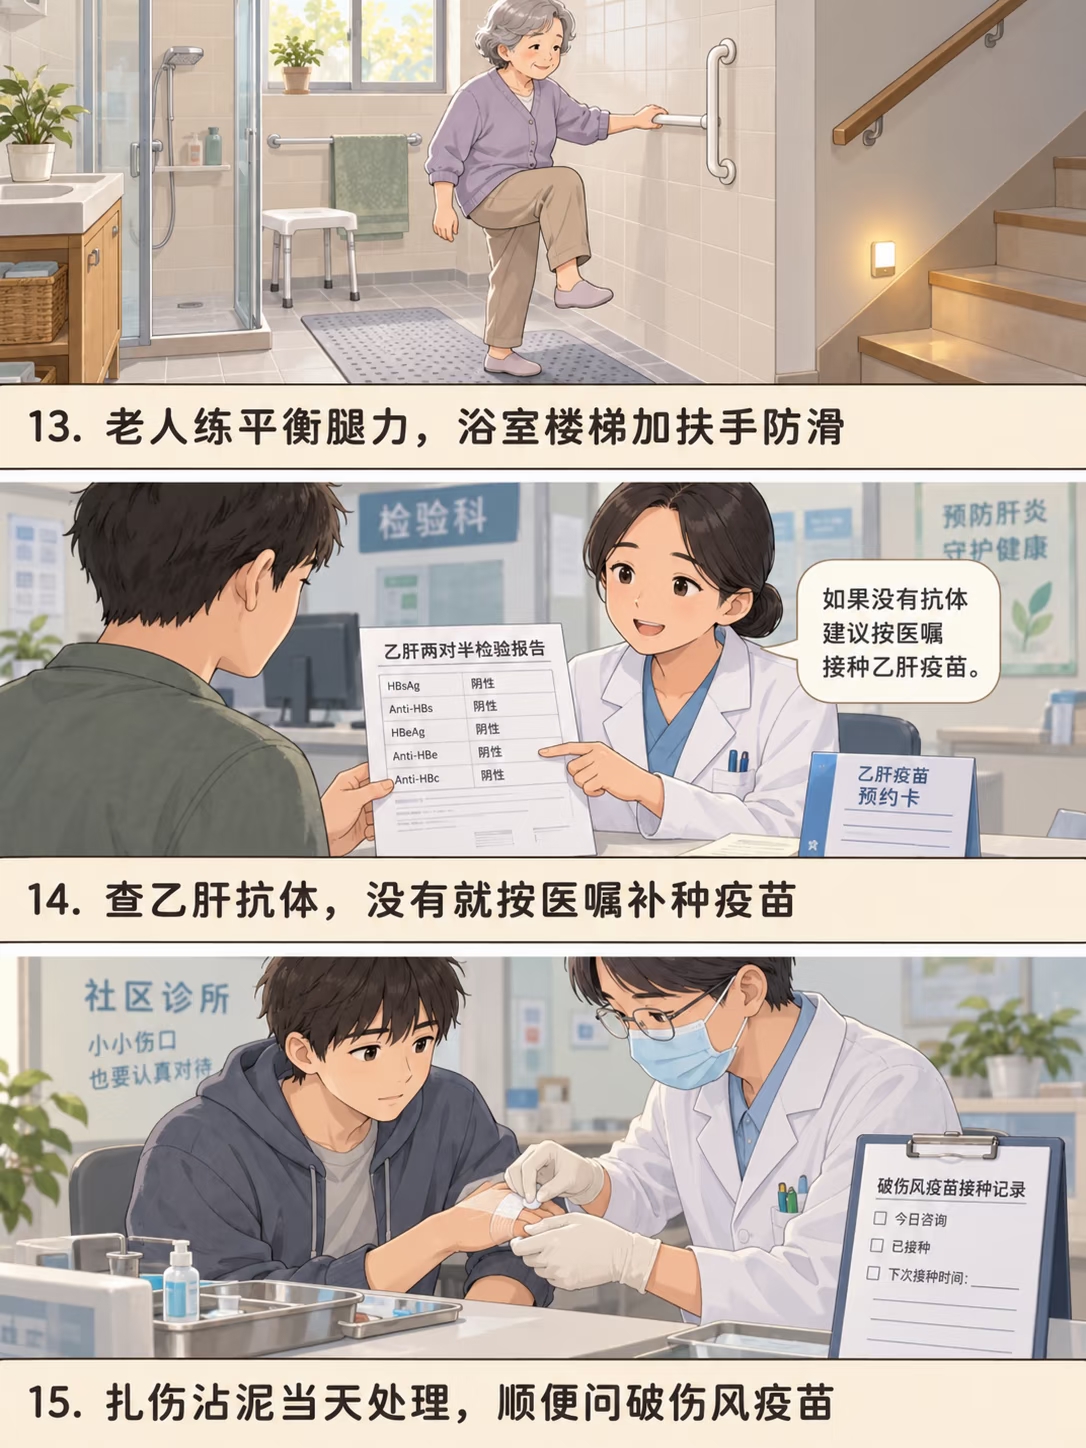 13. 老人练平衡腿力，浴室楼梯加扶手防滑
检验科
预防肝炎
守护健康
如果没有抗体
建议按医嘱
接种乙肝疫苗。
乙肝两对半检验报告
HBsAg 阴性
Anti-HBs 阴性
HBeAg 阴性
Anti-HBe 阴性
Anti-HBc 阴性
乙肝疫苗
预约卡
14. 查乙肝抗体，没有就按医嘱补种疫苗
社区诊所
小小伤口
也要认真对待
破伤风疫苗接种记录
今日咨询
已接种
下次接种时间：
15. 扎伤沾泥当天处理，顺便问破伤风疫苗